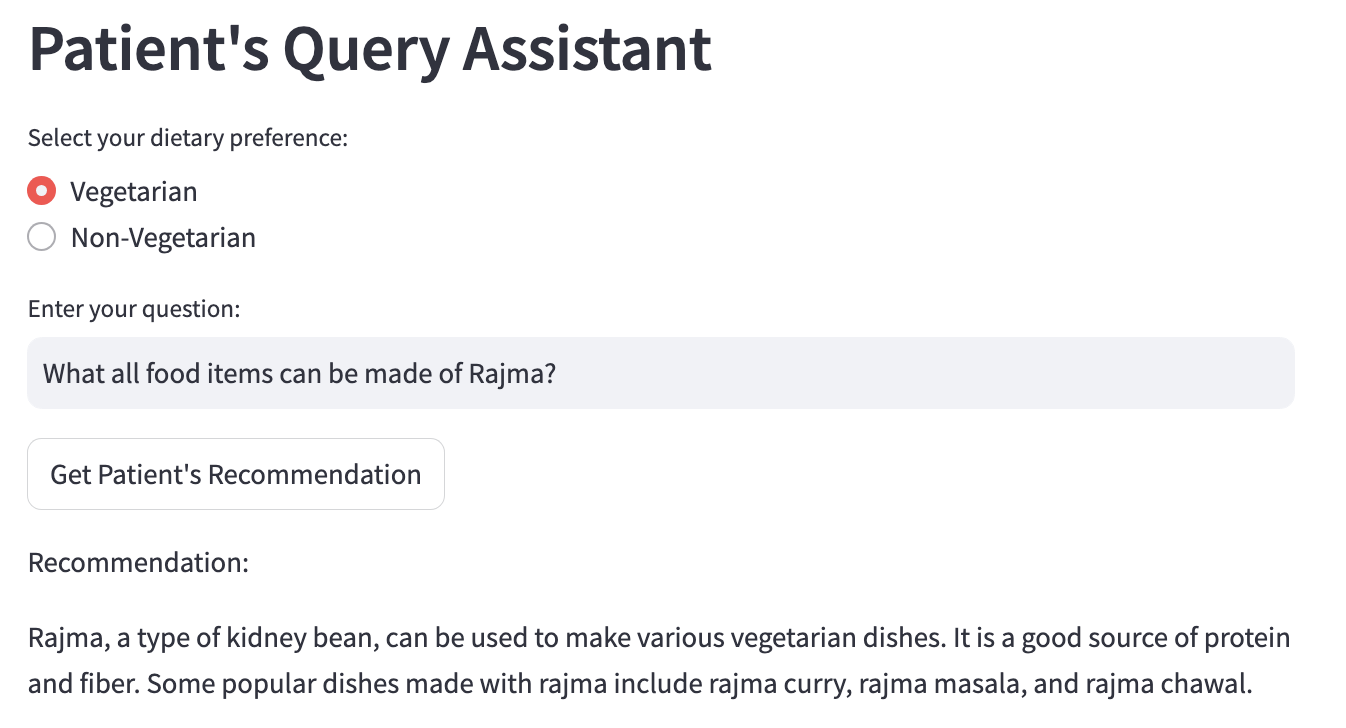 Patient's Query Assistant
Select your dietary preference:
Vegetarian
Non-Vegetarian
Enter your question:
What all food items can be made of Rajma?
Get Patient's Recommendation
Recommendation:
Rajma, a type of kidney bean, can be used to make various vegetarian dishes. It is a good source of protein
and fiber. Some popular dishes made with rajma include rajma curry, rajma masala, and rajma chawal.